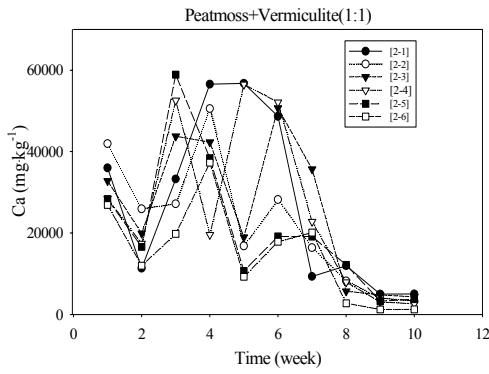 Peatmoss+Vermiculite(1:1)
Ca (mg·kg⁻¹)
60000
40000
20000
0
[2-1]
[2-2]
[2-3]
[2-4]
[2-5]
[2-6]
0 2 4 6 8 10 12
Time (week)